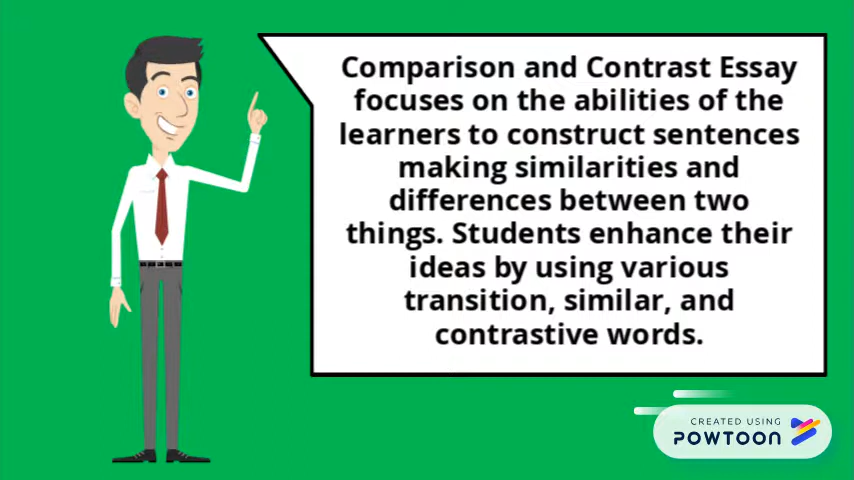 Comparison and Contrast Essay
focuses on the abilities of the
learners to construct sentences
making similarities and
differences between two
things. Students enhance their
ideas by using various
transition, similar, and
contrastive words.
CREATED USING
POWTOON